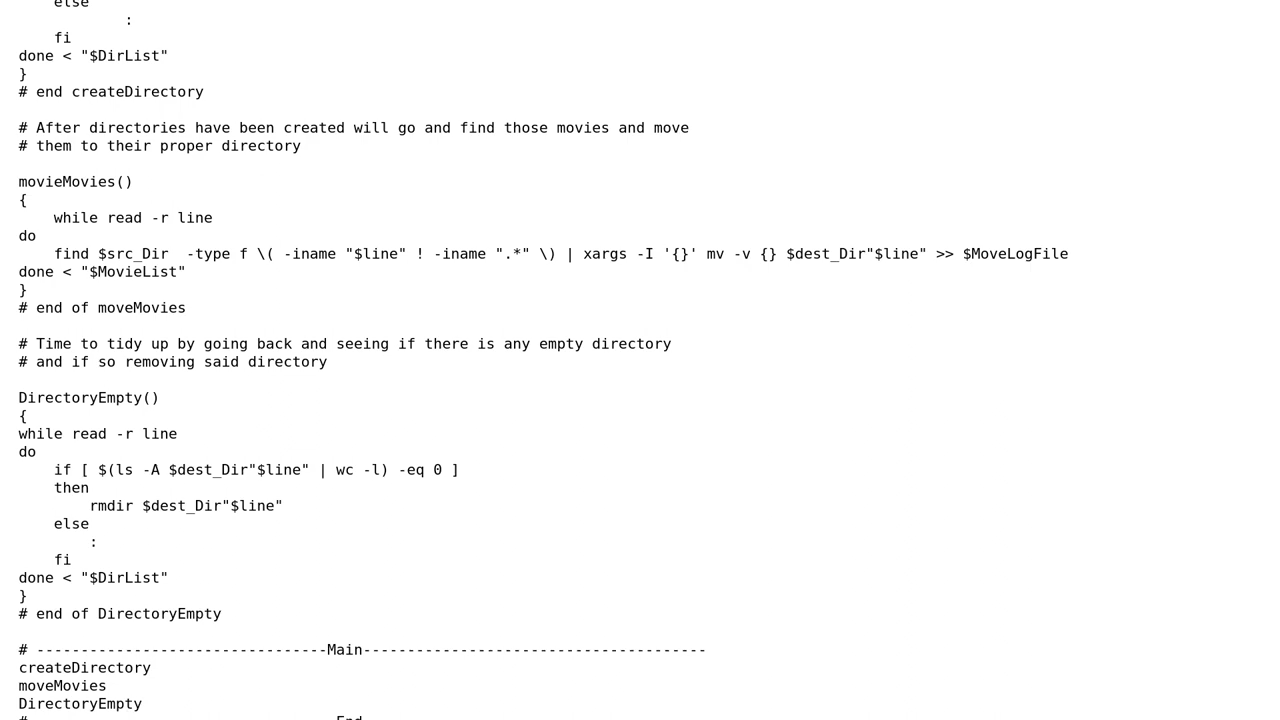 else
            :
    fi
done < "$DirList"
}
# end createDirectory

# After directories have been created will go and find those movies and move
# them to their proper directory

movieMovies()
{
    while read -r line
do
    find $src_Dir  -type f \( -iname "$line" ! -iname ".*" \) | xargs -I '{}' mv -v {} $dest_Dir"$line" >> $MoveLogFile
done < "$MovieList"
}
# end of moveMovies

# Time to tidy up by going back and seeing if there is any empty directory
# and if so removing said directory

DirectoryEmpty()
{
while read -r line
do
    if [ $(ls -A $dest_Dir"$line" | wc -l) -eq 0 ]
    then
        rmdir $dest_Dir"$line"
    else
        :
    fi
done < "$DirList"
}
# end of DirectoryEmpty

# ---------------------------------Main---------------------------------------
createDirectory
moveMovies
DirectoryEmpty
# ----------------------------------End---------------------------------------